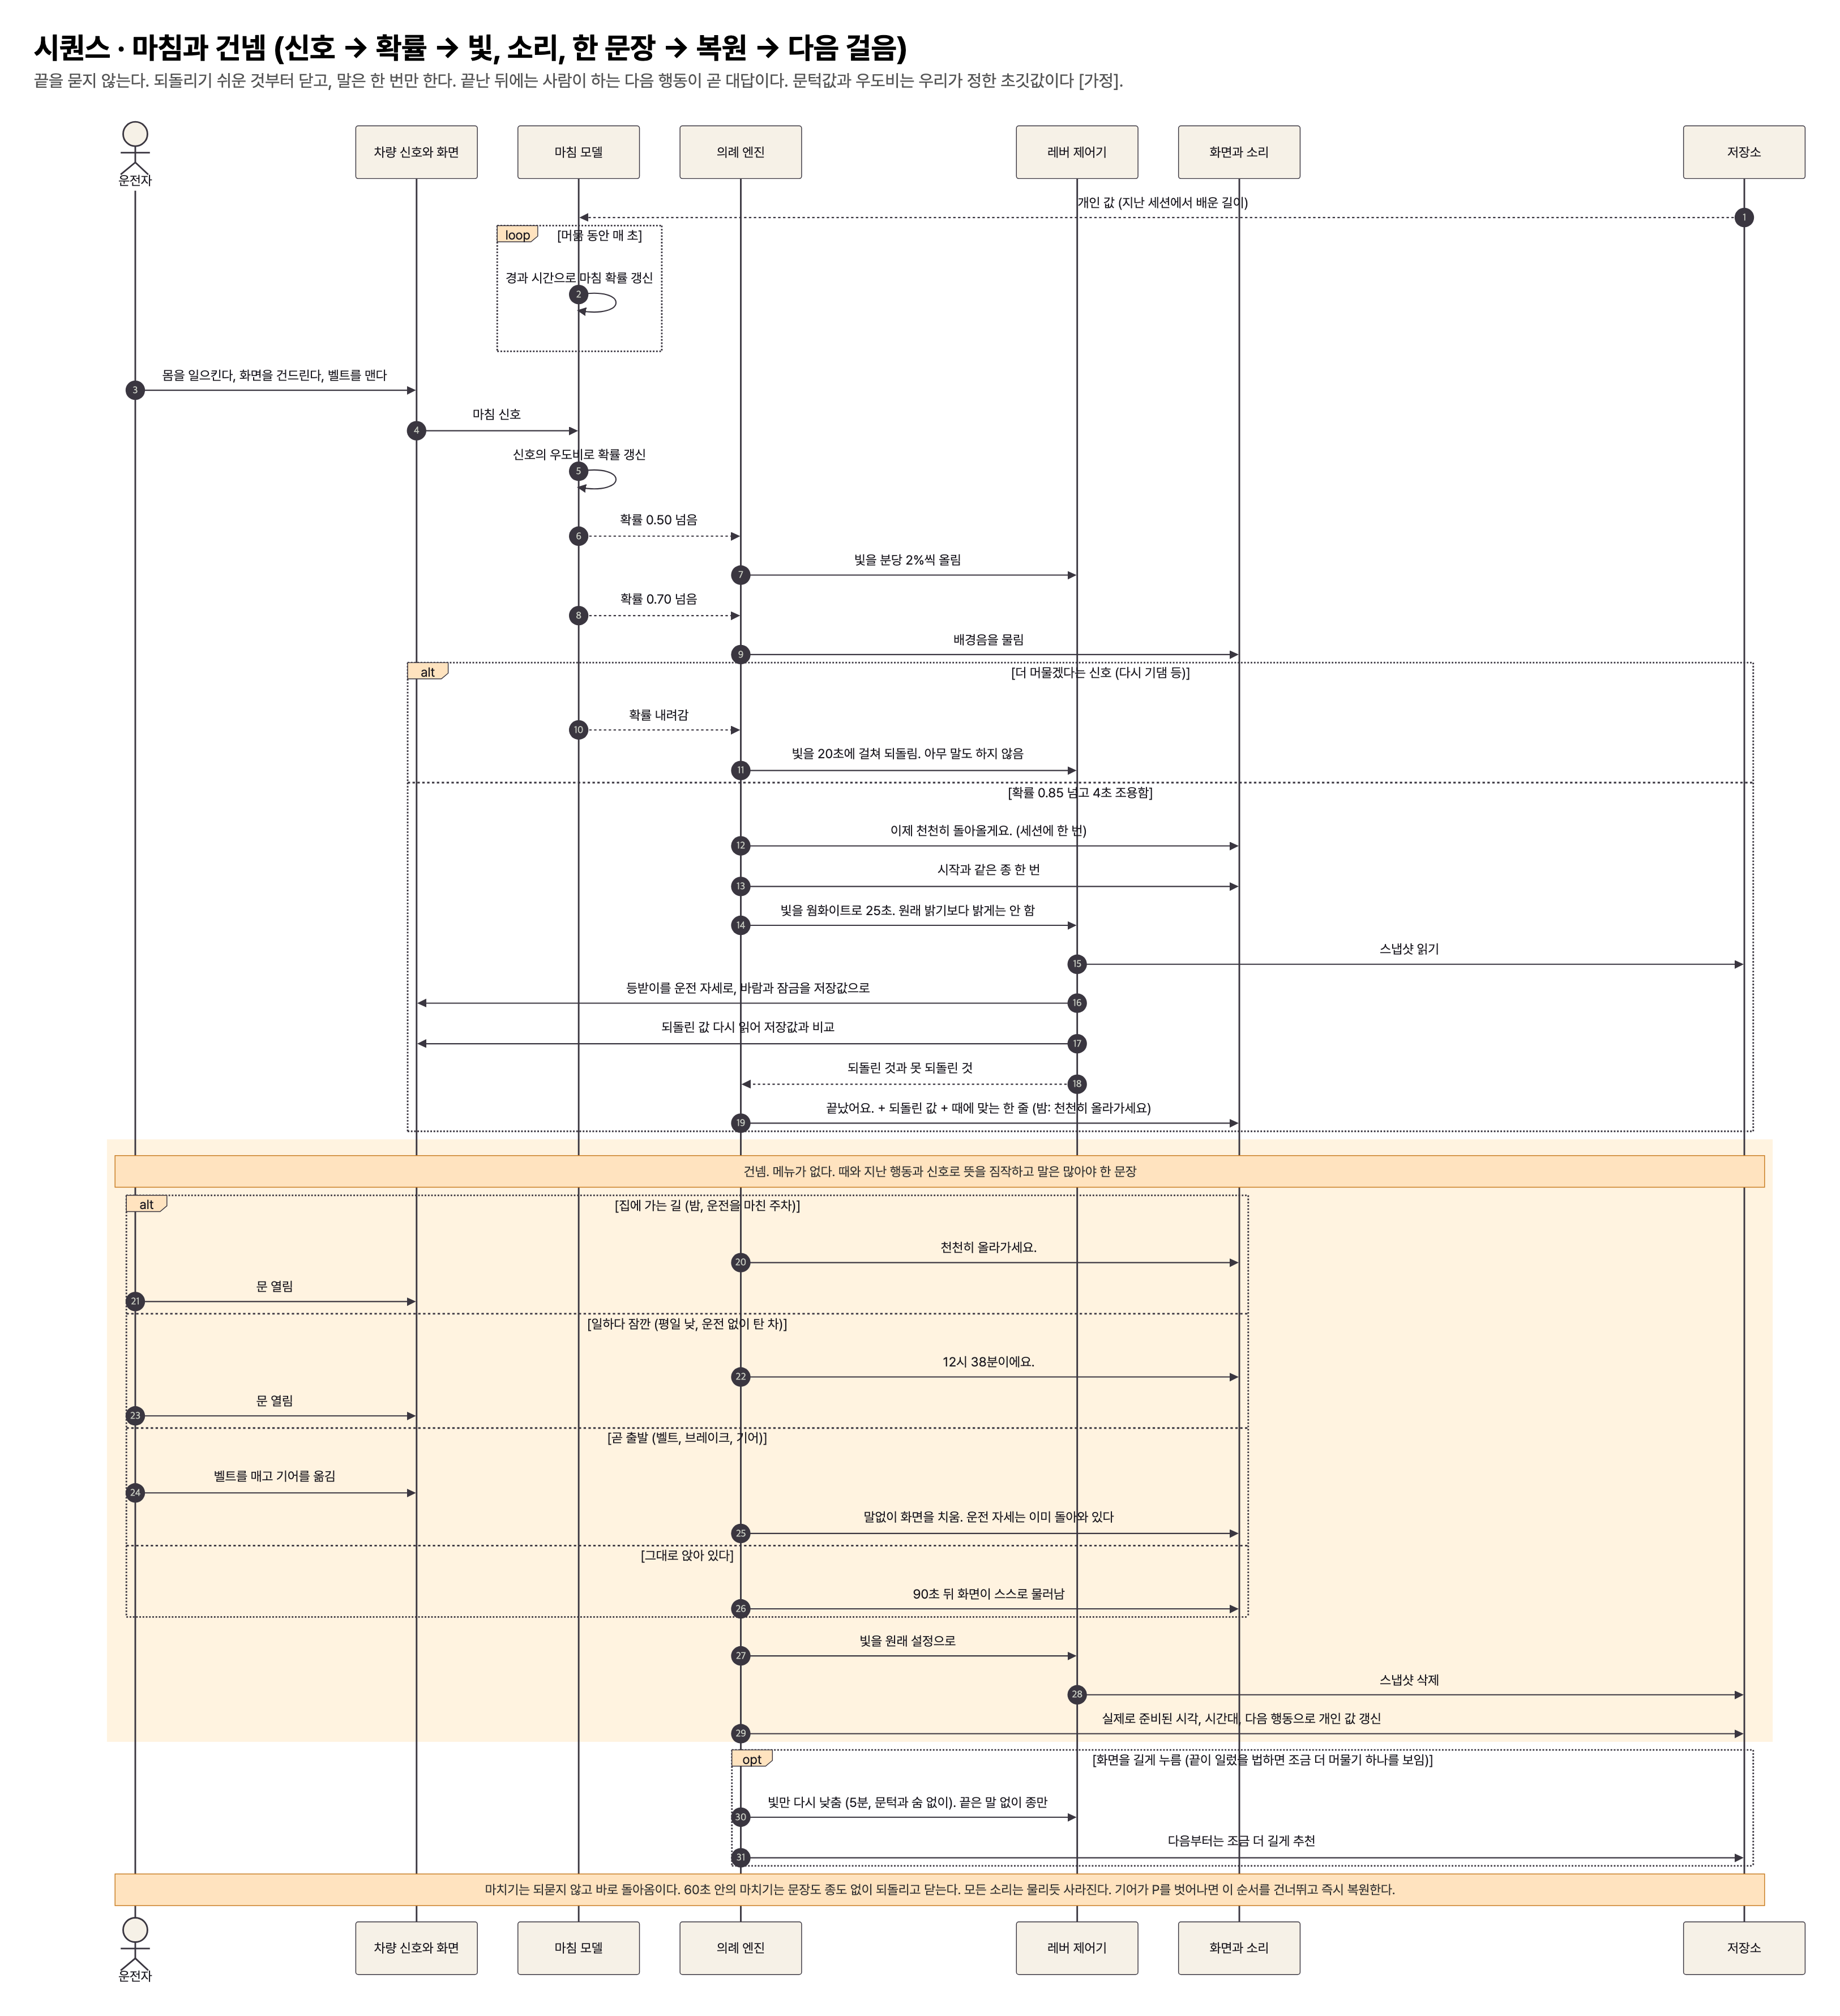 시퀀스 · 마침과 건넴 (신호 → 확률 → 빛, 소리, 한 문장 → 복원 → 다음 걸음)
끝을 묻지 않는다. 되돌리기 쉬운 것부터 닫고, 말은 한 번만 한다. 끝난 뒤에는 사람이 하는 다음 행동이 곧 대답이다. 문턱값과 우도비는 우리가 정한 초깃값이다 [가정].
운전자
차량 신호와 화면
마침 모델
의례 엔진
레버 제어기
화면과 소리
저장소
개인 값 (지난 세션에서 배운 길이)
1
loop
[머묾 동안 매 초]
경과 시간으로 마침 확률 갱신
2
몸을 일으킨다, 화면을 건드린다, 벨트를 맨다
3
마침 신호
4
신호의 우도비로 확률 갱신
5
확률 0.50 넘음
6
빛을 분당 2%씩 올림
7
확률 0.70 넘음
8
배경음을 물림
9
alt
[더 머물겠다는 신호 (다시 기댐 등)]
확률 내려감
10
빛을 20초에 걸쳐 되돌림. 아무 말도 하지 않음
11
[확률 0.85 넘고 4초 조용함]
이제 천천히 돌아올게요. (세션에 한 번)
12
시작과 같은 종 한 번
13
빛을 웜화이트로 25초. 원래 밝기보다 밝게는 안 함
14
스냅샷 읽기
15
등받이를 운전 자세로, 바람과 잠금을 저장값으로
16
되돌린 값 다시 읽어 저장값과 비교
17
되돌린 것과 못 되돌린 것
18
끝났어요. + 되돌린 값 + 때에 맞는 한 줄 (밤: 천천히 올라가세요)
19
건넴. 메뉴가 없다. 때와 지난 행동과 신호로 뜻을 짐작하고 말은 많아야 한 문장
alt
[집에 가는 길 (밤, 운전을 마친 주차)]
천천히 올라가세요.
20
문 열림
21
[일하다 잠깐 (평일 낮, 운전 없이 탄 차)]
12시 38분이에요.
22
문 열림
23
[곧 출발 (벨트, 브레이크, 기어)]
벨트를 매고 기어를 옮김
24
말없이 화면을 치움. 운전 자세는 이미 돌아와 있다
25
[그대로 앉아 있다]
90초 뒤 화면이 스스로 물러남
26
빛을 원래 설정으로
27
스냅샷 삭제
28
실제로 준비된 시각, 시간대, 다음 행동으로 개인 값 갱신
29
opt
[화면을 길게 누름 (끝이 일렀을 법하면 조금 더 머물기 하나를 보임)]
빛만 다시 낮춤 (5분, 문턱과 숨 없이). 끝은 말 없이 종만
30
다음부터는 조금 더 길게 추천
31
마치기는 되묻지 않고 바로 돌아옴이다. 60초 안의 마치기는 문장도 종도 없이 되돌리고 닫는다. 모든 소리는 물리듯 사라진다. 기어가 P를 벗어나면 이 순서를 건너뛰고 즉시 복원한다.
운전자
차량 신호와 화면
마침 모델
의례 엔진
레버 제어기
화면과 소리
저장소